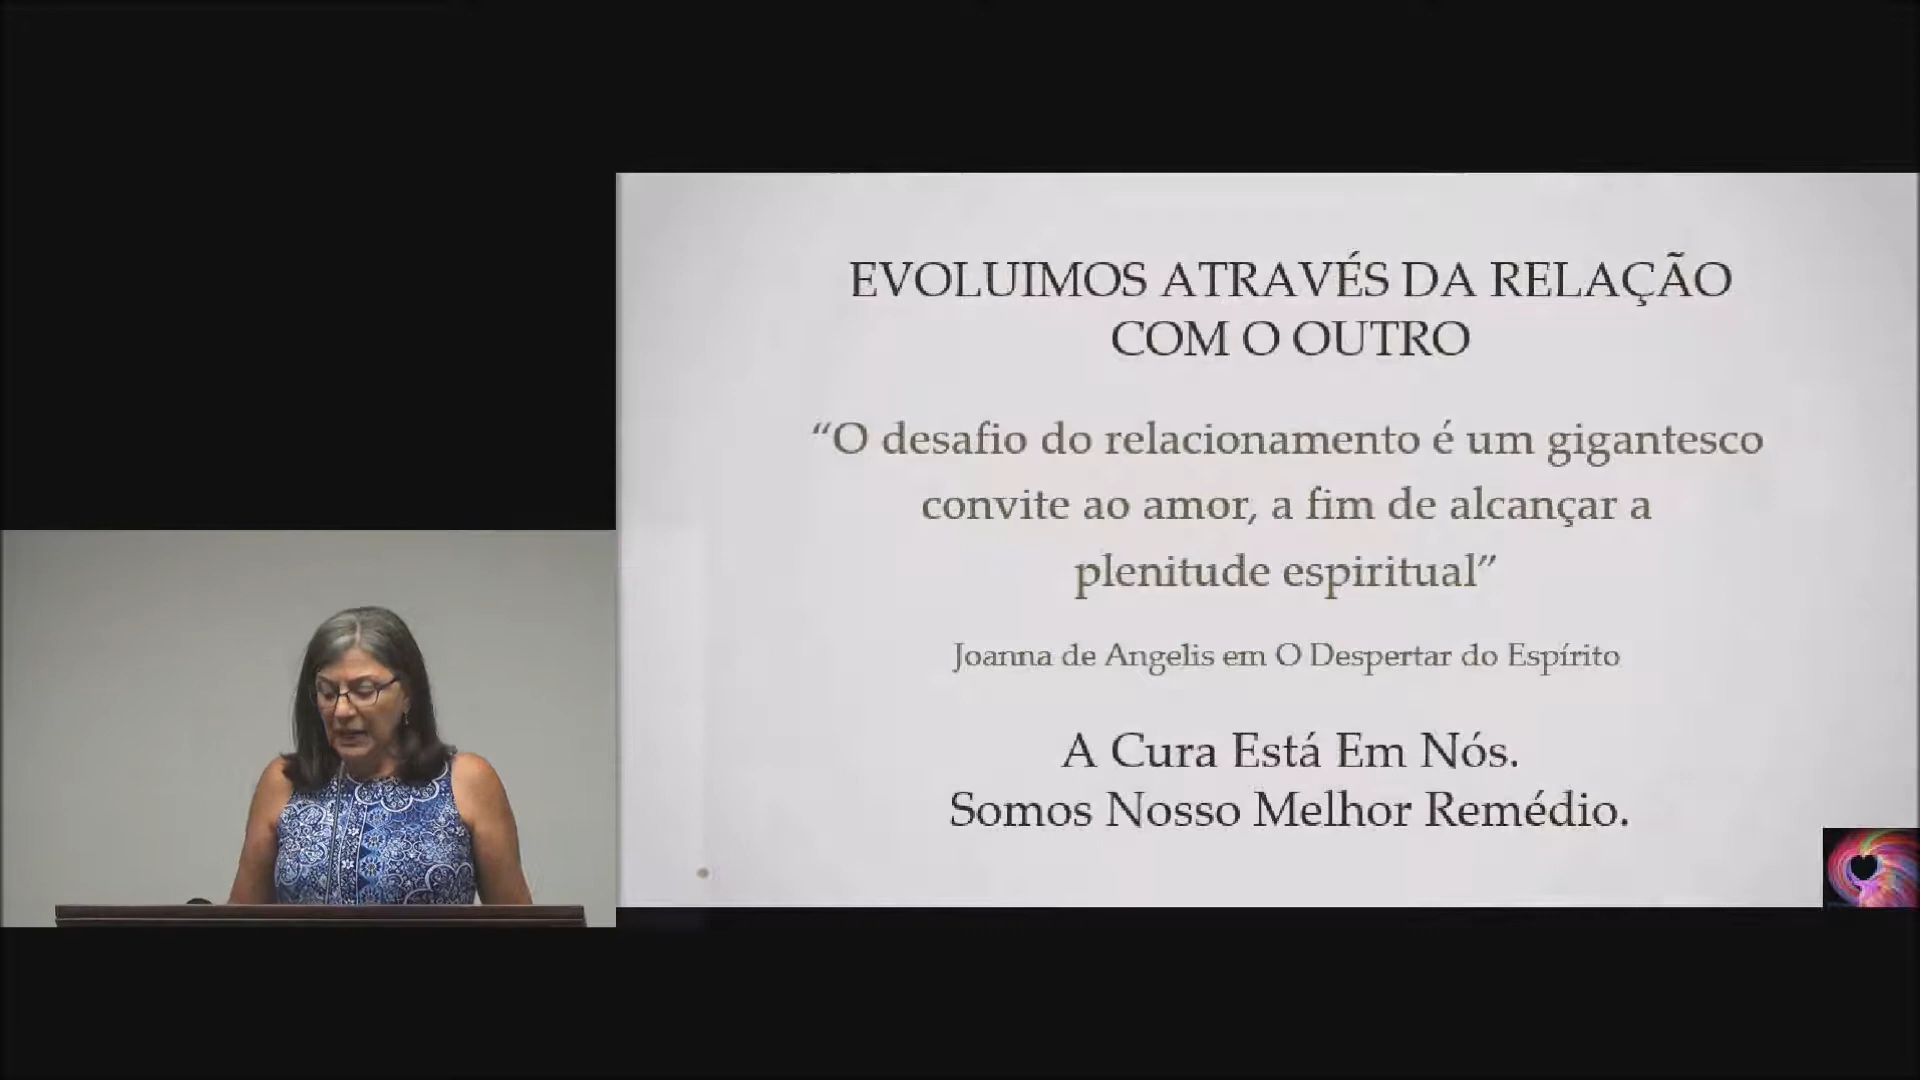 EVOLUIMOS ATRAVÉS DA RELAÇÃO
COM O OUTRO
“O desafio do relacionamento é um gigantesco
convite ao amor, a fim de alcançar a
plenitude espiritual”
Joanna de Angelis em O Despertar do Espírito
A Cura Está Em Nós.
Somos Nosso Melhor Remédio.